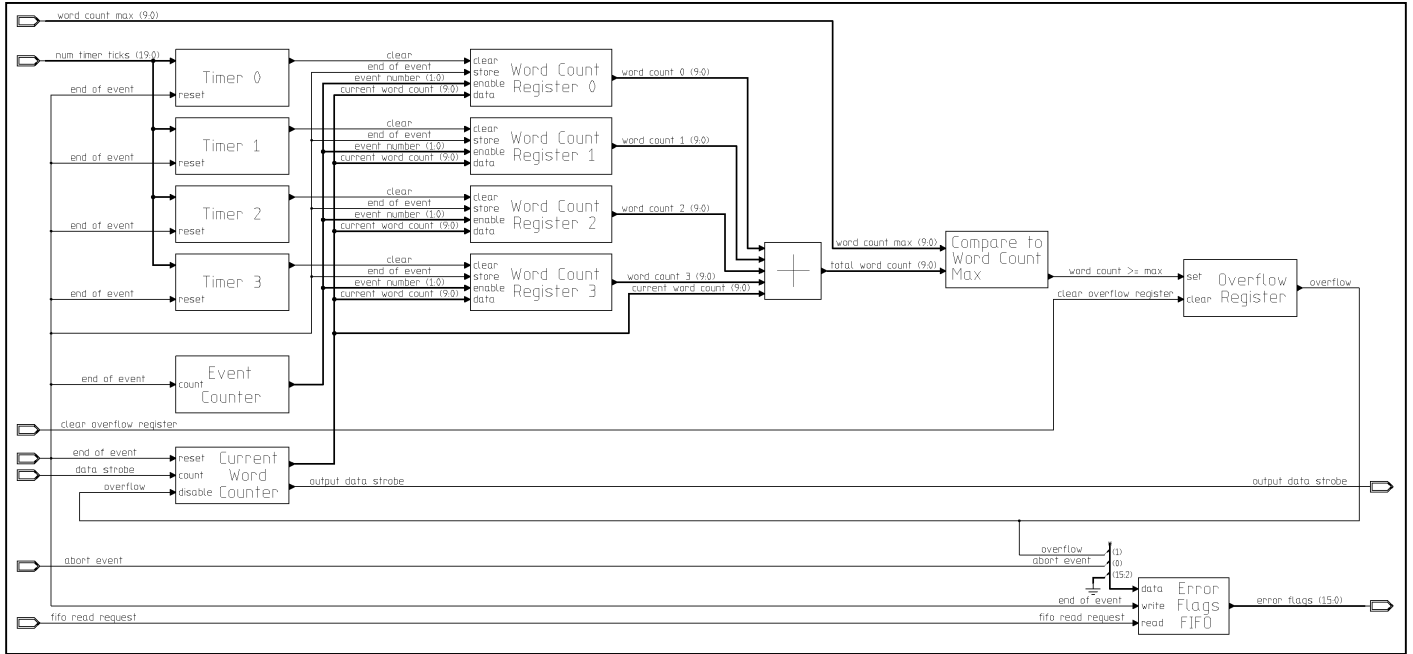 word count max (9:0)
num timer ticks (19:0)
Timer 0
end of event
reset
clear
end of event
event number (1:0)
current word count (9:0)
clear
store
enable
data
Word Count
Register 0
word count 0 (9:0)
Timer 1
end of event
reset
clear
end of event
event number (1:0)
current word count (9:0)
clear
store
enable
data
Word Count
Register 1
word count 1 (9:0)
Timer 2
end of event
reset
clear
end of event
event number (1:0)
current word count (9:0)
clear
store
enable
data
Word Count
Register 2
word count 2 (9:0)
Timer 3
end of event
reset
clear
end of event
event number (1:0)
current word count (9:0)
clear
store
enable
data
Word Count
Register 3
word count 3 (9:0)
current word count (9:0)
word count max (9:0)
total word count (9:0)
Compare to
Word Count
Max
word count >= max
clear overflow register
set
clear
Overflow
Register
overflow
end of event
count
Event
Counter
clear overflow register
end of event
data strobe
overflow
reset
count
disable
Current
Word
Counter
output data strobe
output data strobe
abort event
overflow
abort event
(1)
(0)
(15:2)
fifo read request
end of event
fifo read request
data
write
read
Error
Flags
FIFO
error flags (15:0)